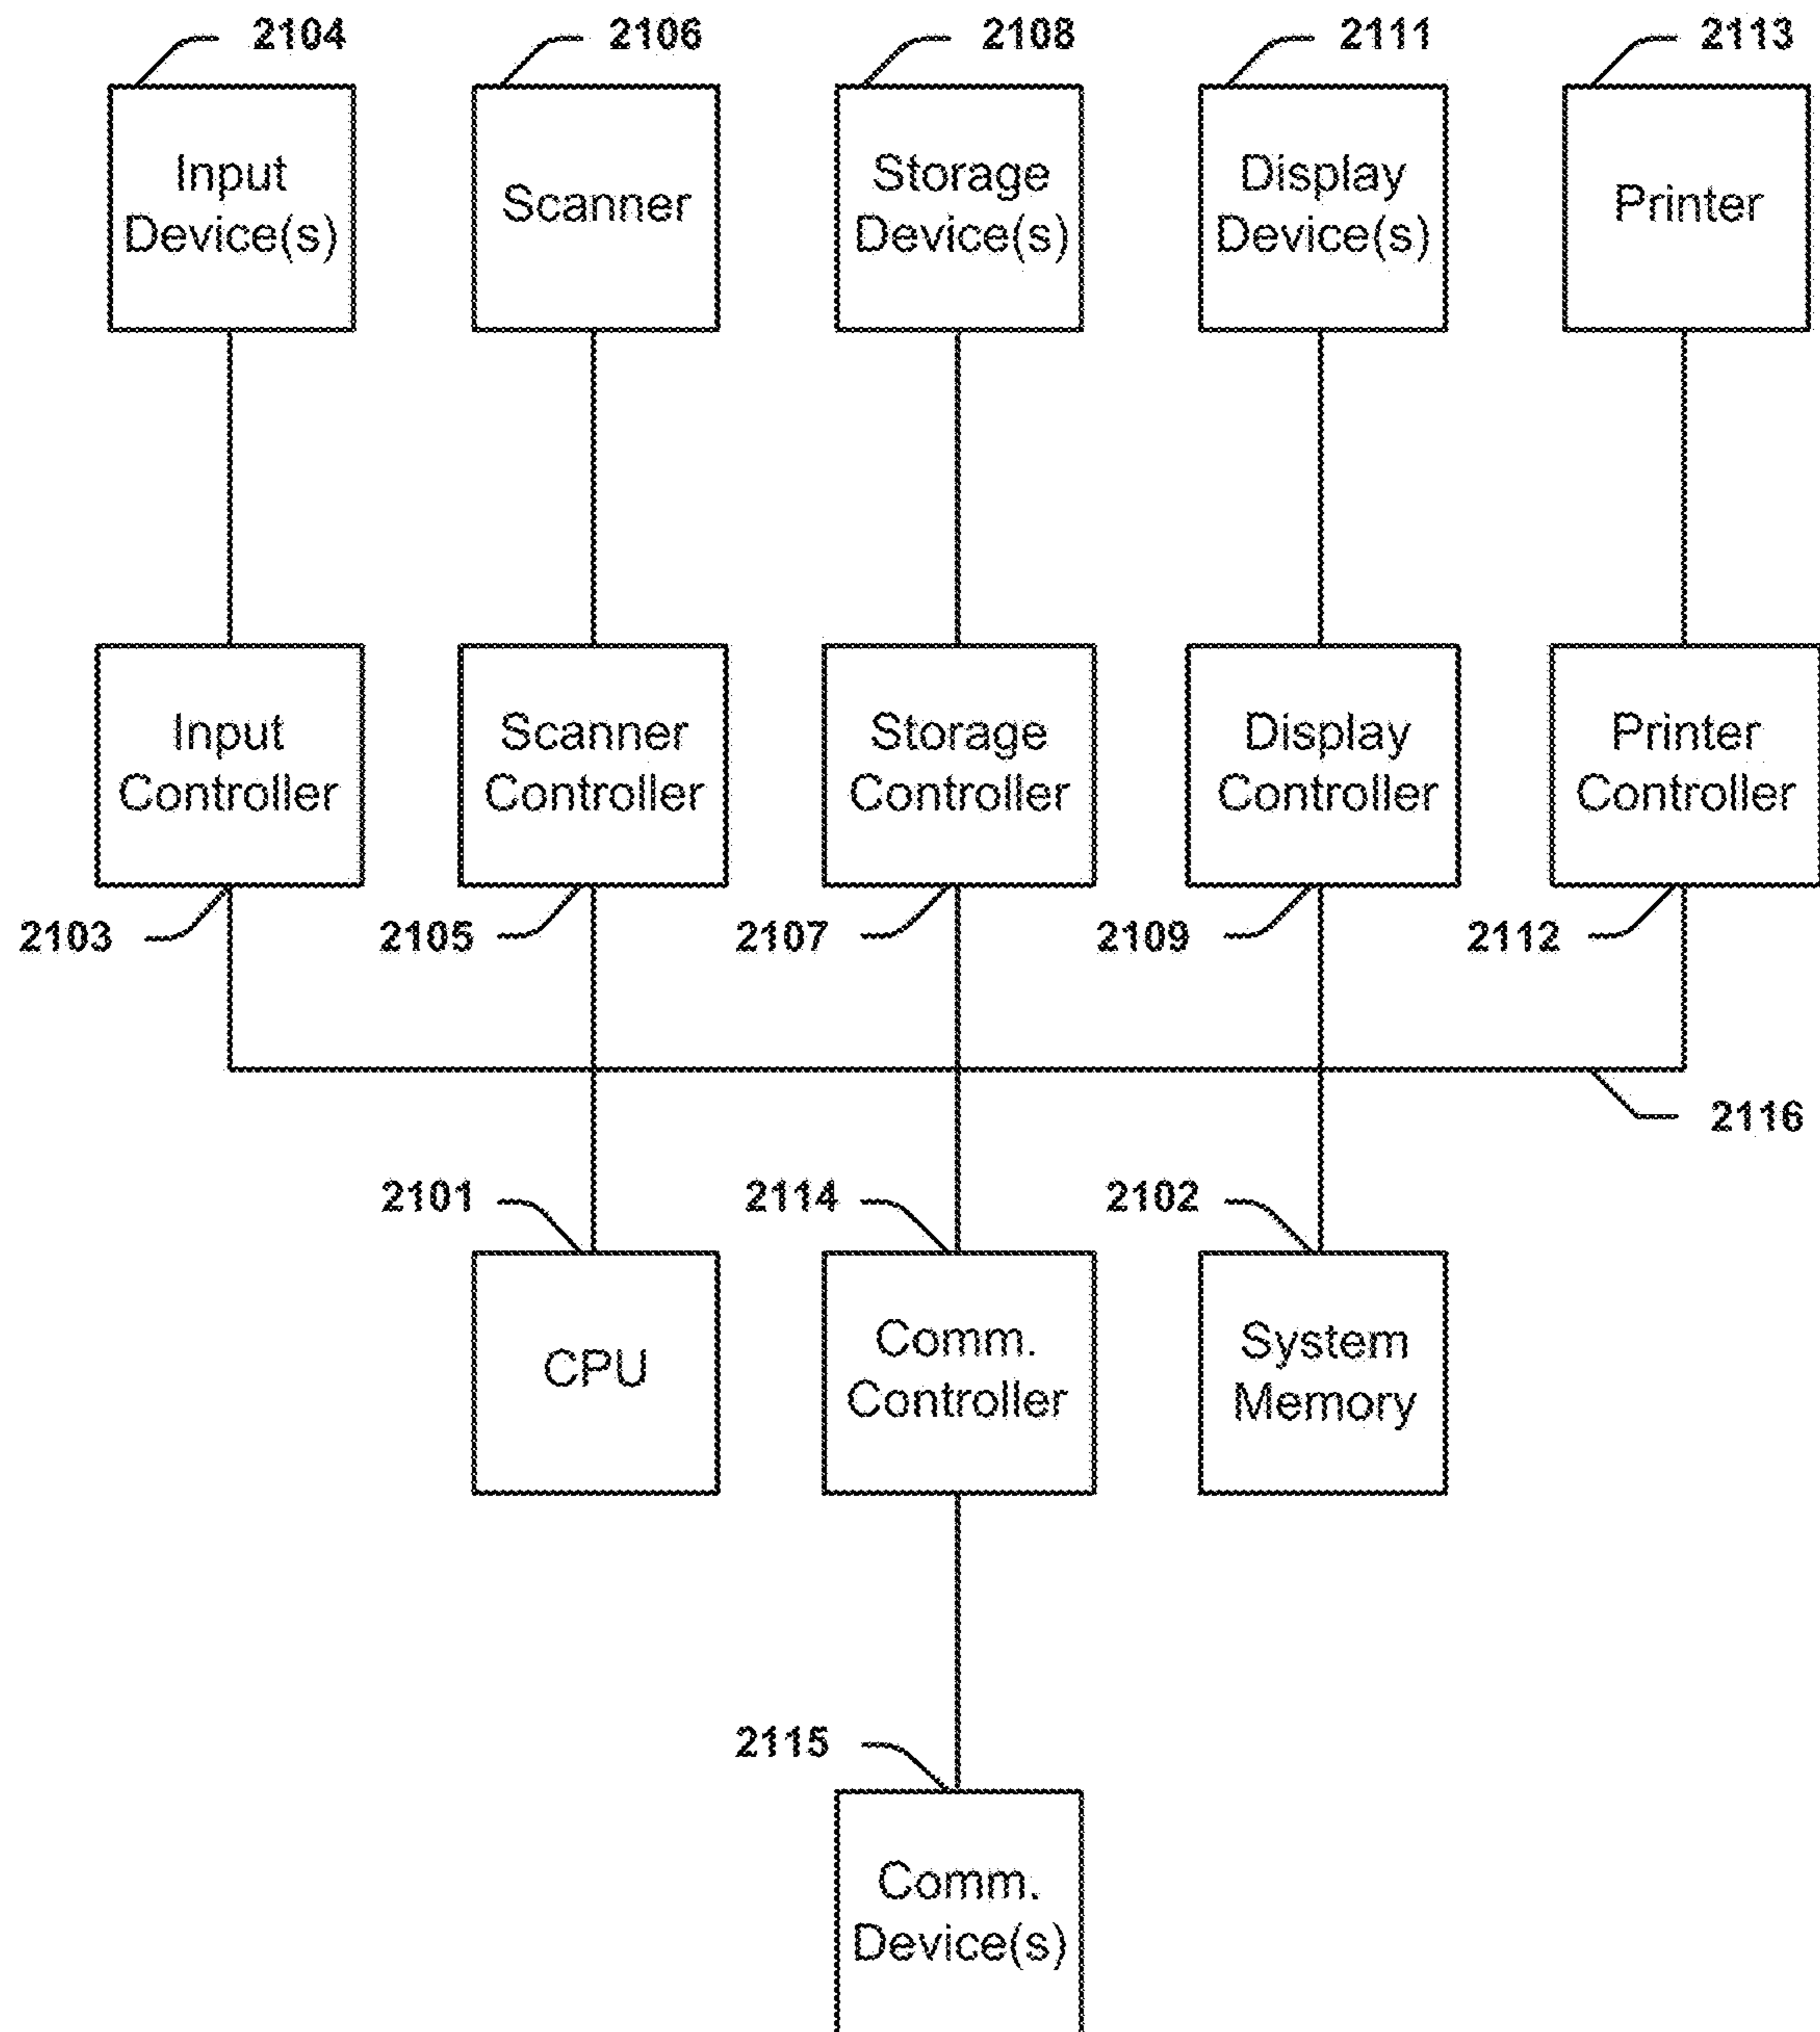 2104
2106
2108
2111
2113
Input
Device(s)
Scanner
Storage
Device(s)
Display
Device(s)
Printer
Input
Controller
Scanner
Controller
Storage
Controller
Display
Controller
Printer
Controller
2103
2105
2107
2109
2112
2116
2101
2114
2102
CPU
Comm.
Controller
System
Memory
2115
Comm.
Device(s)